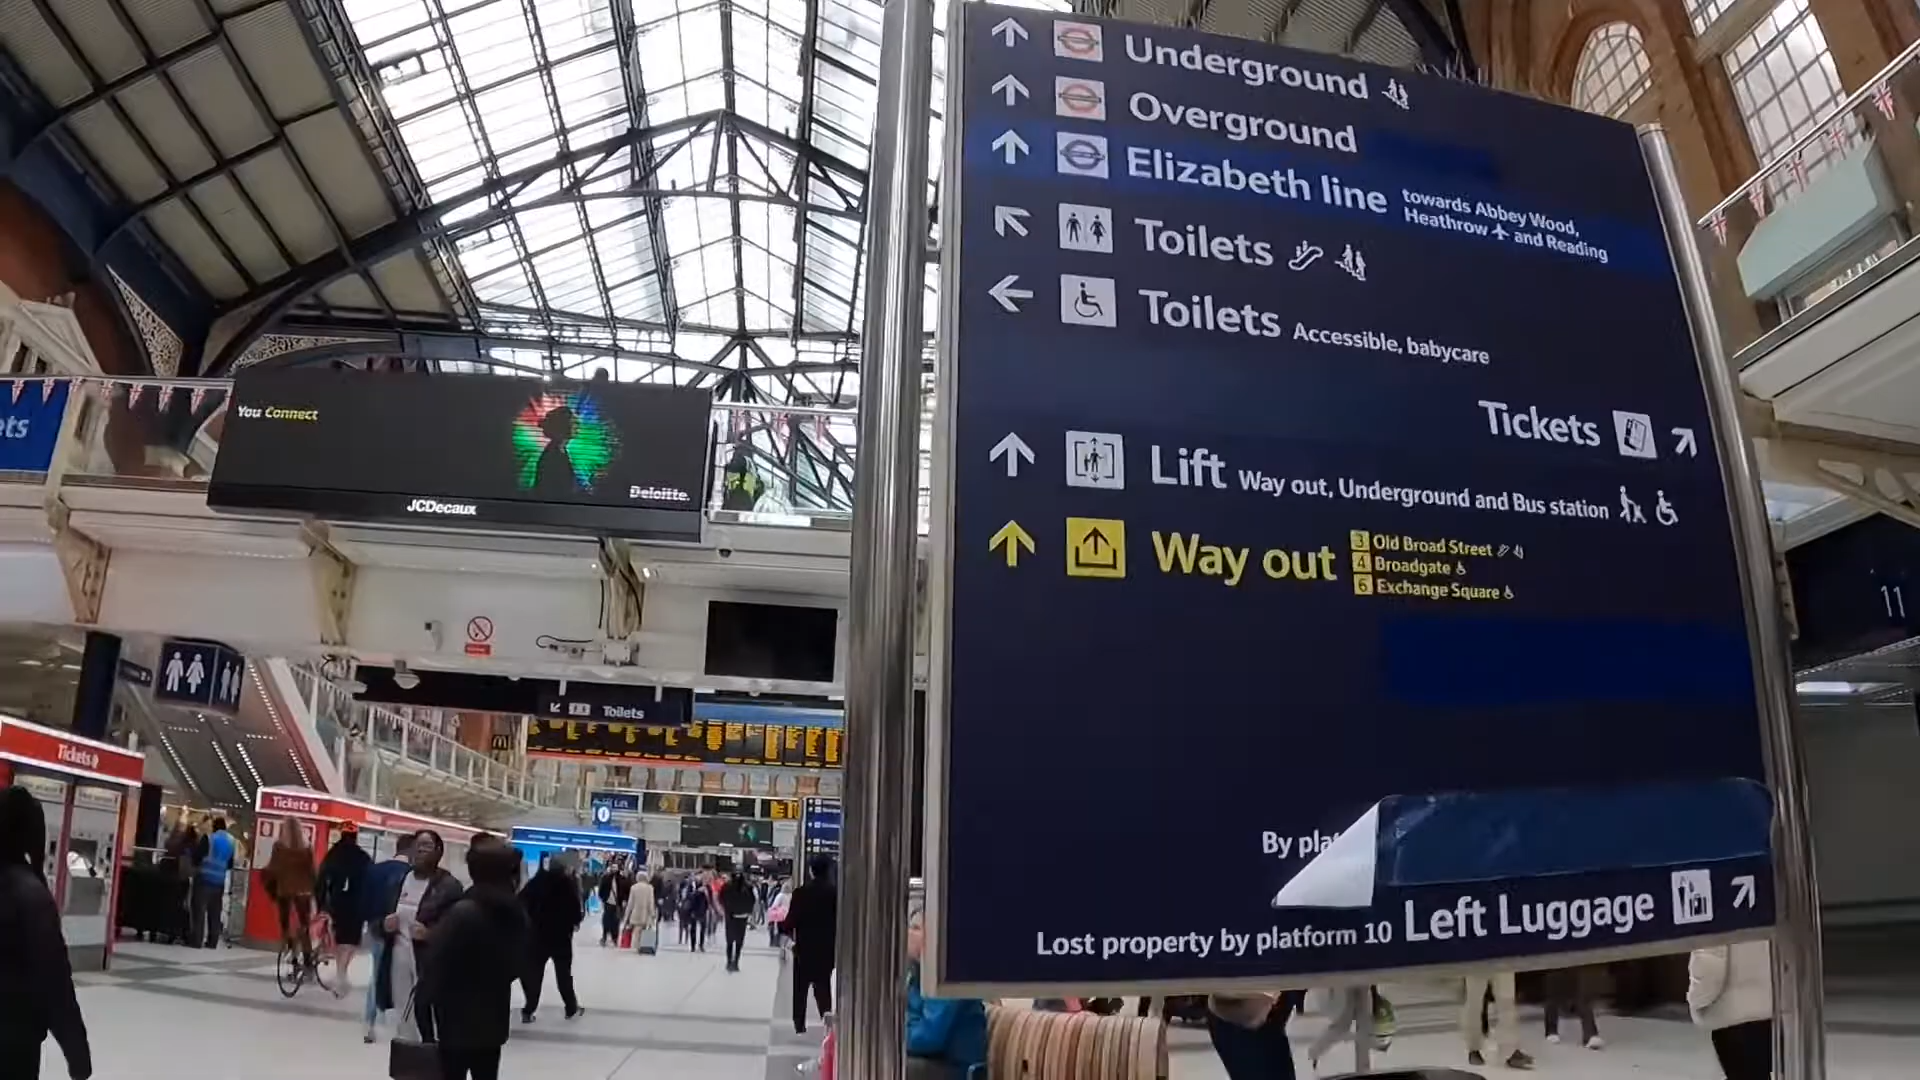 Underground
Overground
Elizabeth line towards Abbey Wood,
Heathrow and Reading
Toilets
Toilets Accessible, babycare
Tickets
Lift Way out, Underground and Bus station
Way out
3 Old Broad Street
4 Broadgate
6 Exchange Square
By
Left Luggage
Lost property by platform 10
11
You Connect
Deloitte.
JCDecaux
Toilets
Tickets
Tickets
Lift